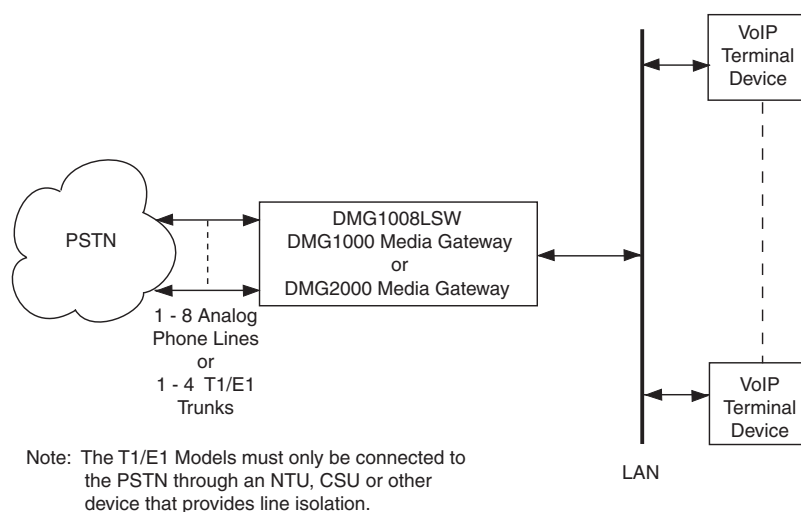 VoIP
Terminal
Device
PSTN
DMG1008LSW
DMG1000 Media Gateway
or
DMG2000 Media Gateway
1 - 8 Analog
Phone Lines
or
1 - 4 T1/E1
Trunks
VoIP
Terminal
Device
LAN
Note: The T1/E1 Models must only be connected to
the PSTN through an NTU, CSU or other
device that provides line isolation.